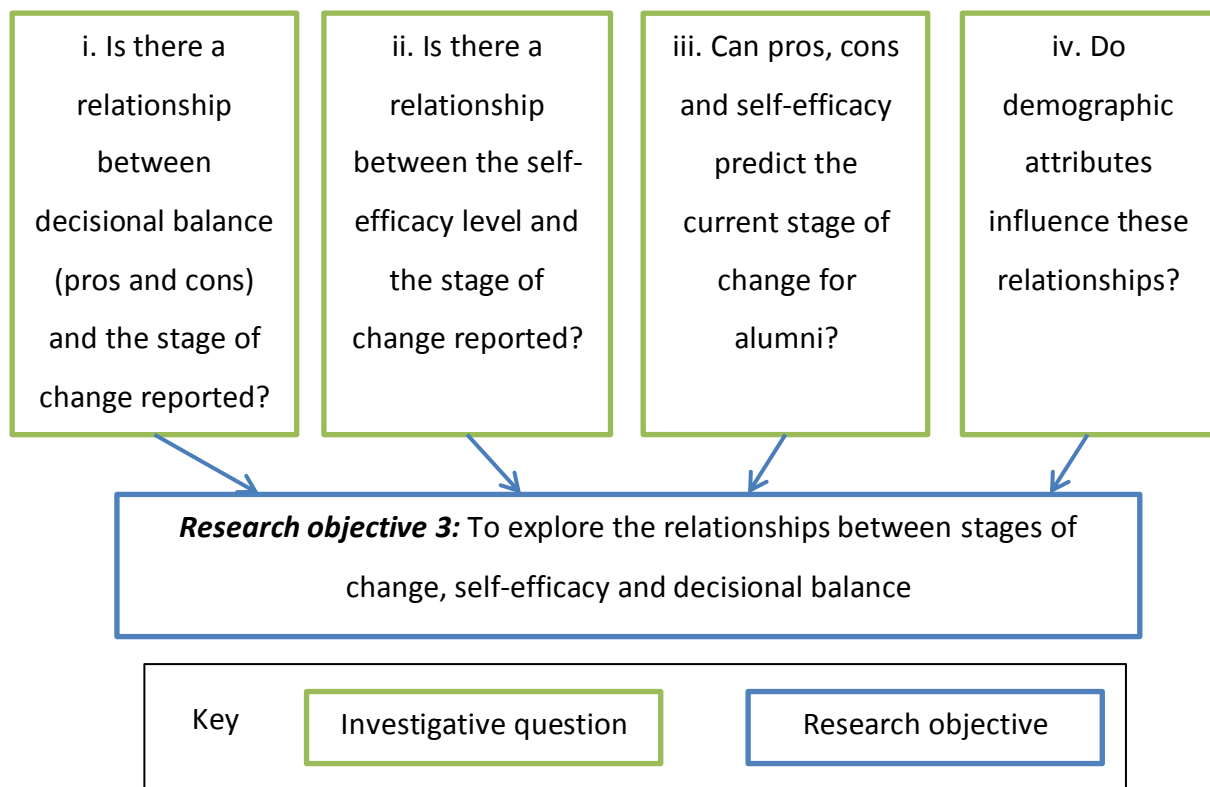 i. Is there a
relationship
between
decisional balance
(pros and cons)
and the stage of
change reported?
ii. Is there a
relationship
between the self-
efficacy level and
the stage of
change reported?
iii. Can pros, cons
and self-efficacy
predict the
current stage of
change for
alumni?
iv. Do
demographic
attributes
influence these
relationships?
Research objective 3: To explore the relationships between stages of
change, self-efficacy and decisional balance
Key
Investigative question
Research objective